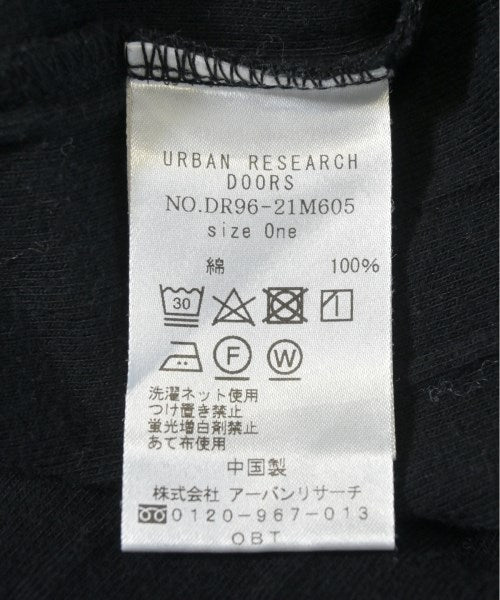 URBAN RESEARCH
DOORS
NO.DR96-21M605
size One
綿 100%
30
F W
洗濯ネット使用
つけ置き禁止
蛍光増白剤禁止
あて布使用
中国製
株式会社 アーバンリサーチ
0120-967-013
OBT